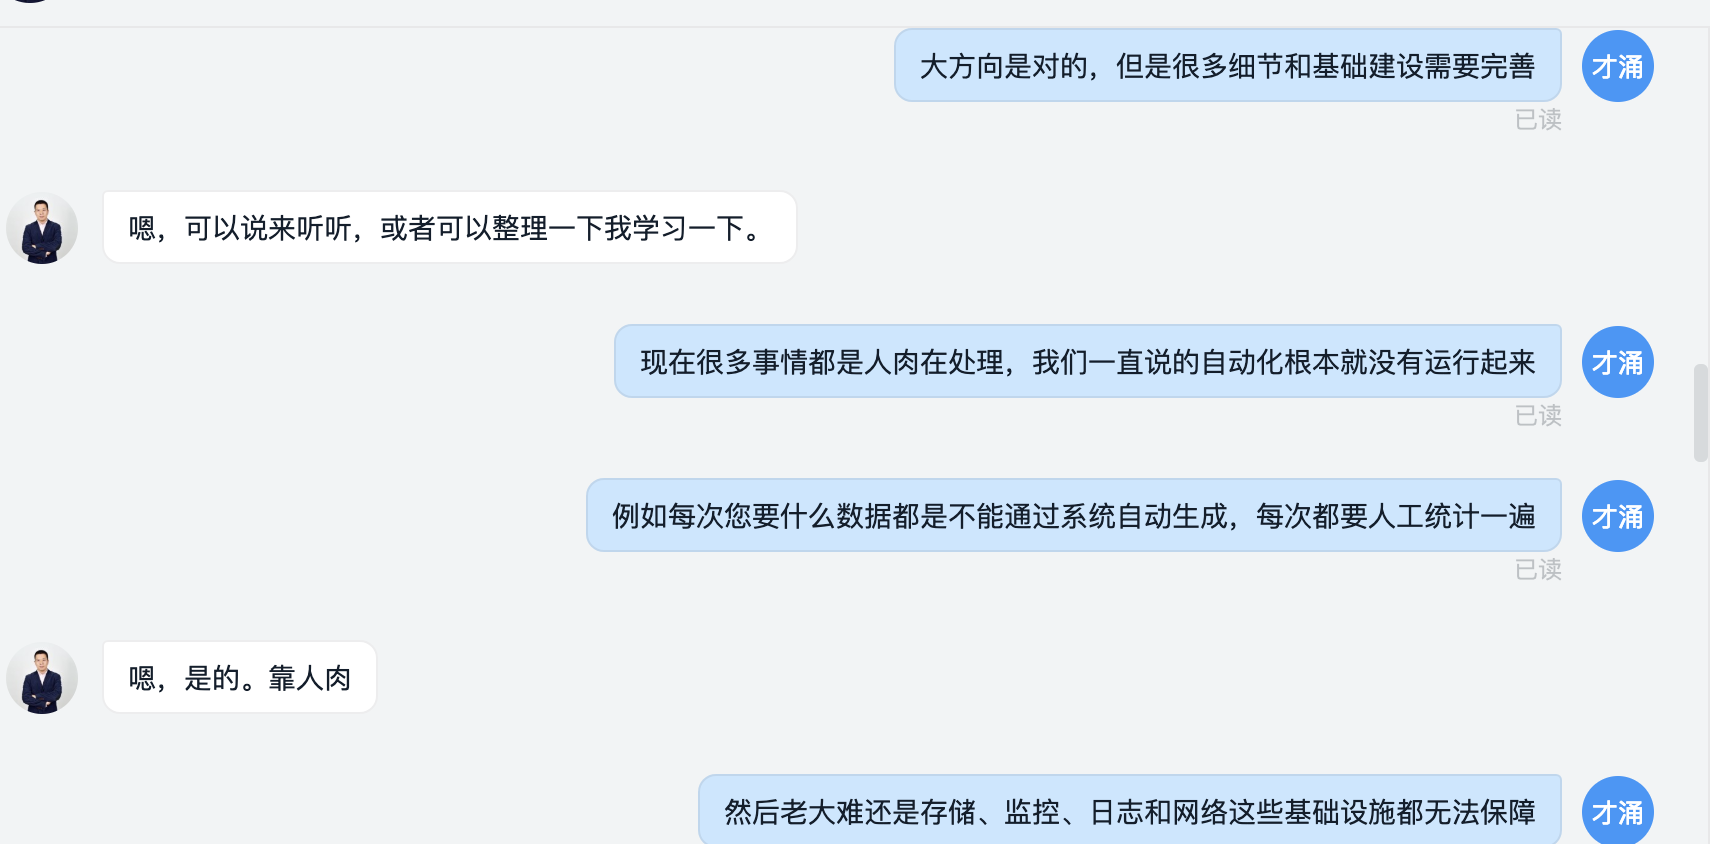 大方向是对的，但是很多细节和基础建设需要完善
才涌
已读
嗯，可以说来听听，或者可以整理一下我学习一下。
现在很多事情都是人肉在处理，我们一直说的自动化根本就没有运行起来
才涌
已读
例如每次您要什么数据都是不能通过系统自动生成，每次都要人工统计一遍
才涌
已读
嗯，是的。靠人肉
然后老大难还是存储、监控、日志和网络这些基础设施都无法保障
才涌